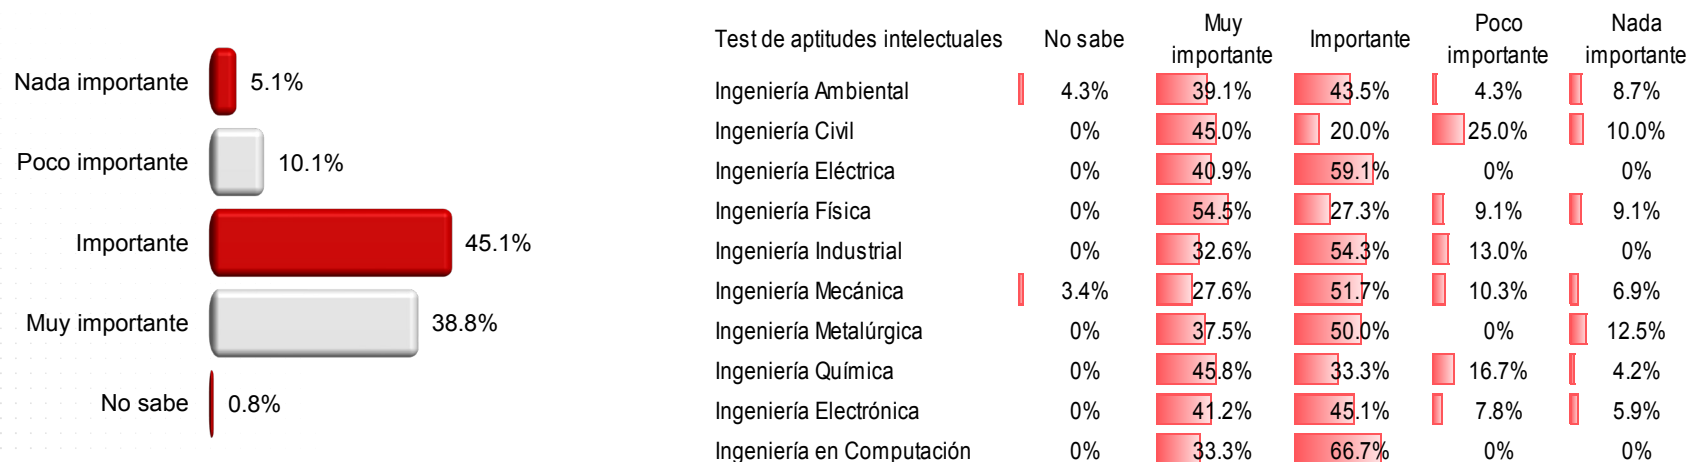 Nada importante 5.1%
Poco importante 10.1%
Importante 45.1%
Muy importante 38.8%
No sabe 0.8%
Test de aptitudes intelectuales No sabe Muy importante Importante Poco importante Nada importante
Ingeniería Ambiental 4.3% 39.1% 43.5% 4.3% 8.7%
Ingeniería Civil 0% 45.0% 20.0% 25.0% 10.0%
Ingeniería Eléctrica 0% 40.9% 59.1% 0% 0%
Ingeniería Física 0% 54.5% 27.3% 9.1% 9.1%
Ingeniería Industrial 0% 32.6% 54.3% 13.0% 0%
Ingeniería Mecánica 3.4% 27.6% 51.7% 10.3% 6.9%
Ingeniería Metalúrgica 0% 37.5% 50.0% 0% 12.5%
Ingeniería Química 0% 45.8% 33.3% 16.7% 4.2%
Ingeniería Electrónica 0% 41.2% 45.1% 7.8% 5.9%
Ingeniería en Computación 0% 33.3% 66.7% 0% 0%